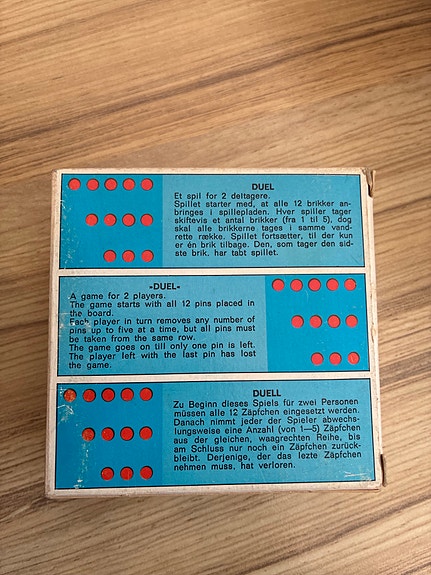 DUEL
Et spil for 2 deltagere.
Spillet starter med, at alle 12 brikker an-
bringes i spillepladen. Hver spiller tager
skiftevis et antal brikker (fra 1 til 5), dog
skal alle brikkerne tages i samme vand-
rette række. Spillet fortsætter, til der kun
er én brik tilbage. Den, som tager den sid-
ste brik, har tabt spillet.
»DUEL«
A game for 2 players.
The game starts with all 12 pins placed in
the board.
Each player in turn removes any number of
pins up to five at a time, but all pins must
be taken from the same row.
The game goes on till only one pin is left.
The player left with the last pin has lost
the game.
DUELL
Zu Beginn dieses Spiels für zwei Personen
müssen alle 12 Zäpfchen eingesetzt werden.
Danach nimmt jeder der Spieler abwechs-
lungsweise eine Anzahl (von 1—5) Zäpfchen
aus der gleichen, waagrechten Reihe, bis
am Schluss nur noch ein Zäpfchen zurück-
bleibt. Derjenige, der das lezte Zäpfchen
nehmen muss, hat verloren.